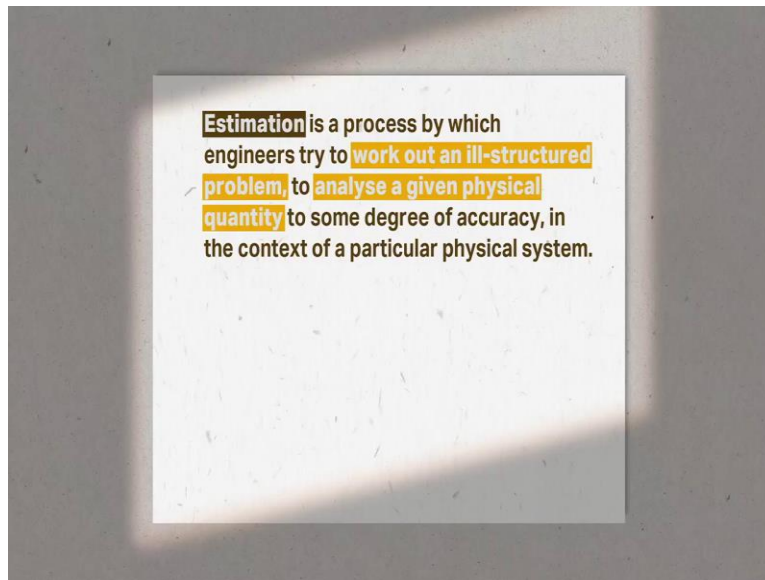 Estimation is a process by which
engineers try to work out an ill-structured
problem, to analyse a given physical
quantity to some degree of accuracy, in
the context of a particular physical system.